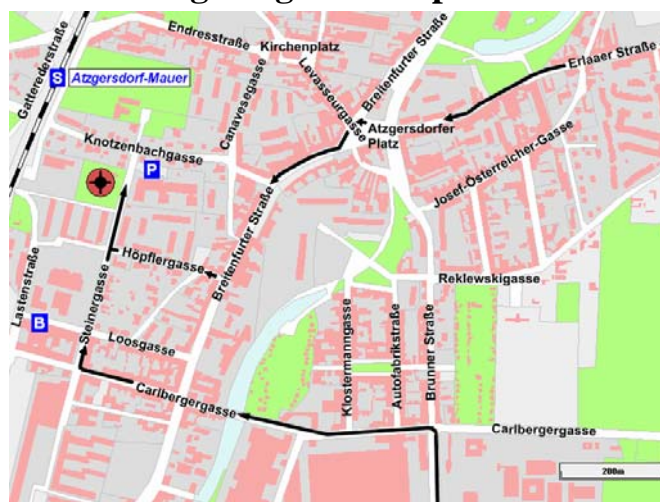 Endresstraße
Kirchenplatz
Gatterederstraße
S
Atzgersdorf-Mauer
Canavesegasse
Levasseurgasse
Breitenfurter Straße
Erlaaer Straße
Atzgersdorfer
Platz
Knotzenbachgasse
P
Josef-Österreicher-Gasse
Breitenfurter Straße
Höpflergasse
Reklewskigasse
Lastenstraße
Steinergasse
B
Loosgasse
Klostermanngasse
Autofabrikstraße
Brunner Straße
Carlbergergasse
Carlbergergasse
200m